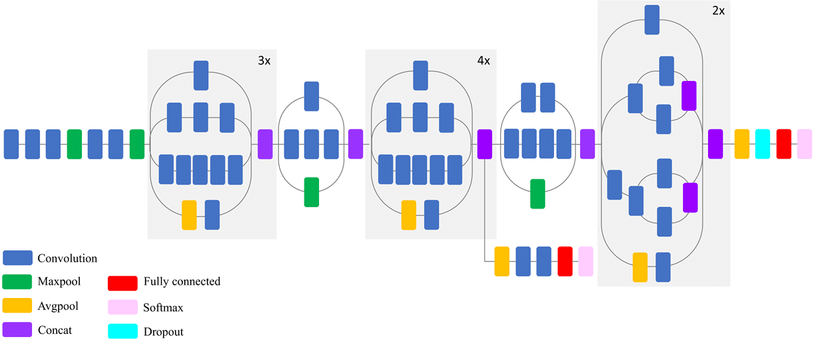 3x
4x
2x
Convolution
Maxpool
Avgpool
Concat
Fully connected
Softmax
Dropout